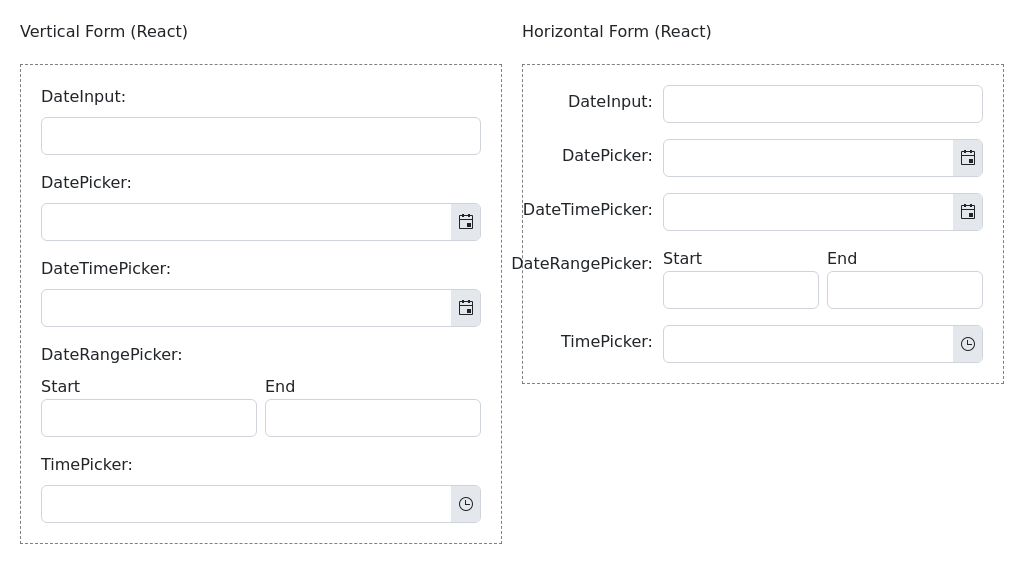 Vertical Form (React)
DateInput:
DatePicker:
DateTimePicker:
DateRangePicker:
Start End
TimePicker:
Horizontal Form (React)
DateInput:
DatePicker:
DateTimePicker:
DateRangePicker: Start End
TimePicker: